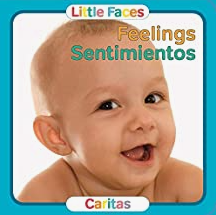 Little Faces
Feelings
Sentimientos
Caritas